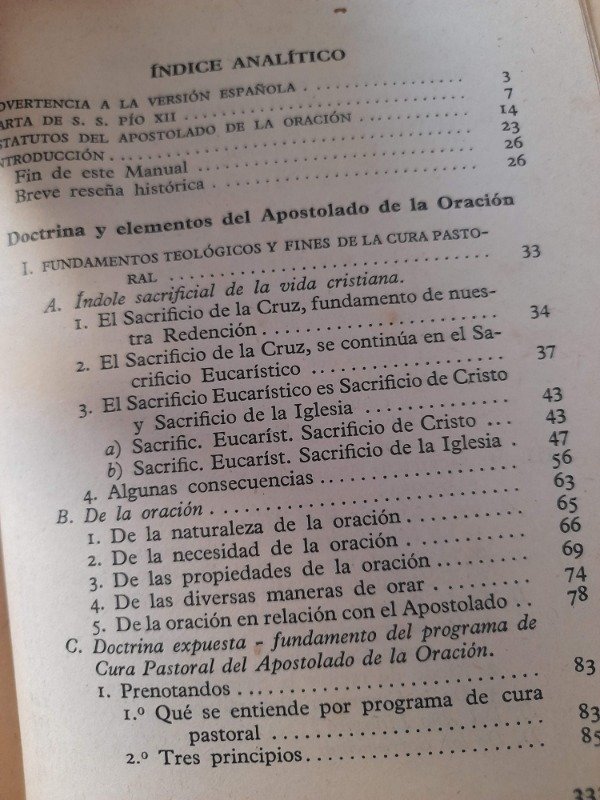 ÍNDICE ANALÍTICO
DVERTENCIA A LA VERSIÓN ESPAÑOLA . . . . . . . . . . . . . . . . 3
ARTA DE S. S. PÍO XII . . . . . . . . . . . . . . . . . . . . . . . . . . . 7
STATUTOS DEL APOSTOLADO DE LA ORACIÓN . . . . . . . . . . 14
NTRODUCCIÓN . . . . . . . . . . . . . . . . . . . . . . . . . . . . . . . . . 23
Fin de este Manual . . . . . . . . . . . . . . . . . . . . . . . . . . . 26
Breve reseña histórica . . . . . . . . . . . . . . . . . . . . . . . . 26
Doctrina y elementos del Apostolado de la Oración
I. FUNDAMENTOS TEOLÓGICOS Y FINES DE LA CURA PASTO-
RAL . . . . . . . . . . . . . . . . . . . . . . . . . . . . . . . . 33
A. Índole sacrificial de la vida cristiana.
1. El Sacrificio de la Cruz, fundamento de nues-
tra Redención . . . . . . . . . . . . . . . . . . . . . . 34
2. El Sacrificio de la Cruz, se continúa en el Sa-
crificio Eucarístico . . . . . . . . . . . . . . . . . . 37
3. El Sacrificio Eucarístico es Sacrificio de Cristo
y Sacrificio de la Iglesia . . . . . . . . . . . . . 43
a) Sacrific. Eucaríst. Sacrificio de Cristo . . . 43
b) Sacrific. Eucaríst. Sacrificio de la Iglesia . 47
4. Algunas consecuencias . . . . . . . . . . . . . . . . . . 56
B. De la oración . . . . . . . . . . . . . . . . . . . . . . . . . . . 63
1. De la naturaleza de la oración . . . . . . . . . . . 65
2. De la necesidad de la oración . . . . . . . . . . . 66
3. De las propiedades de la oración . . . . . . . . . 69
4. De las diversas maneras de orar . . . . . . . . . 74
5. De la oración en relación con el Apostolado . . 78
C. Doctrina expuesta - fundamento del programa de
Cura Pastoral del Apostolado de la Oración.
1. Prenotandos . . . . . . . . . . . . . . . . . . . . . . . . . . 83
1.º Qué se entiende por programa de cura
pastoral . . . . . . . . . . . . . . . . . . . . . . . . 83
2.º Tres principios . . . . . . . . . . . . . . . . . . . . . 85